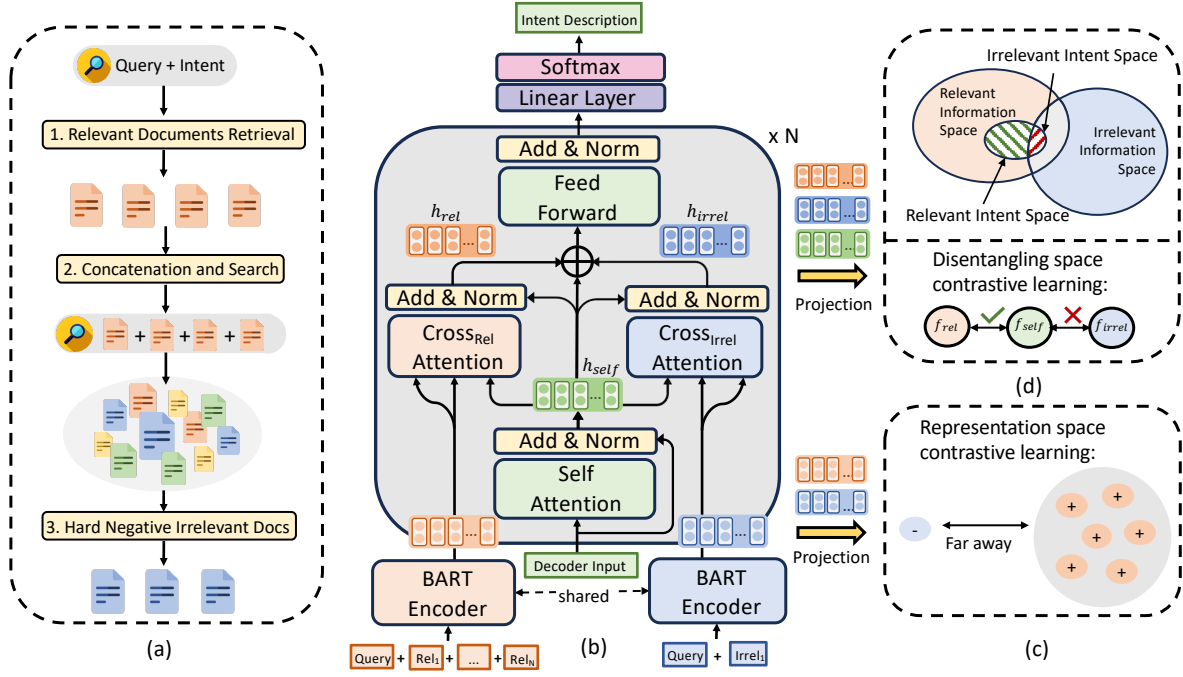 Query + Intent
1. Relevant Documents Retrieval
2. Concatenation and Search
+ + +
3. Hard Negative Irrelevant Docs
(a)
Intent Description
Softmax
Linear Layer
x N
Add & Norm
Feed
Forward
h_rel
h_irrel
...
...
Add & Norm
Add & Norm
Cross_Rel
Attention
Cross_Irrel
Attention
h_self
...
Add & Norm
Self
Attention
...
...
Decoder Input
BART
Encoder
shared
BART
Encoder
Query + Rel_1 + ... + Rel_N
Query + Irrel_1
(b)
...
...
...
Projection
...
...
Projection
Irrelevant Intent Space
Relevant
Information
Space
Irrelevant
Information
Space
Relevant Intent Space
Disentangling space
contrastive learning:
f_rel f_self f_irrel
(d)
Representation space
contrastive learning:
-
Far away
+ + + + + +
(c)